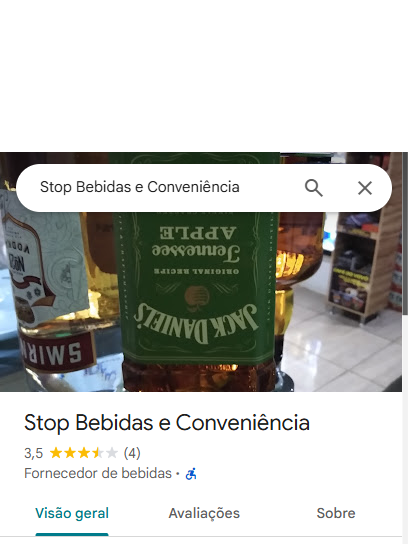 Stop Bebidas e Conveniência
APPLE
Tennessee
ORIGINAL RECIPE
JACK DANIEL'S
SMIRN
Stop Bebidas e Conveniência
3,5 (4)
Fornecedor de bebidas ·
Visão geral Avaliações Sobre